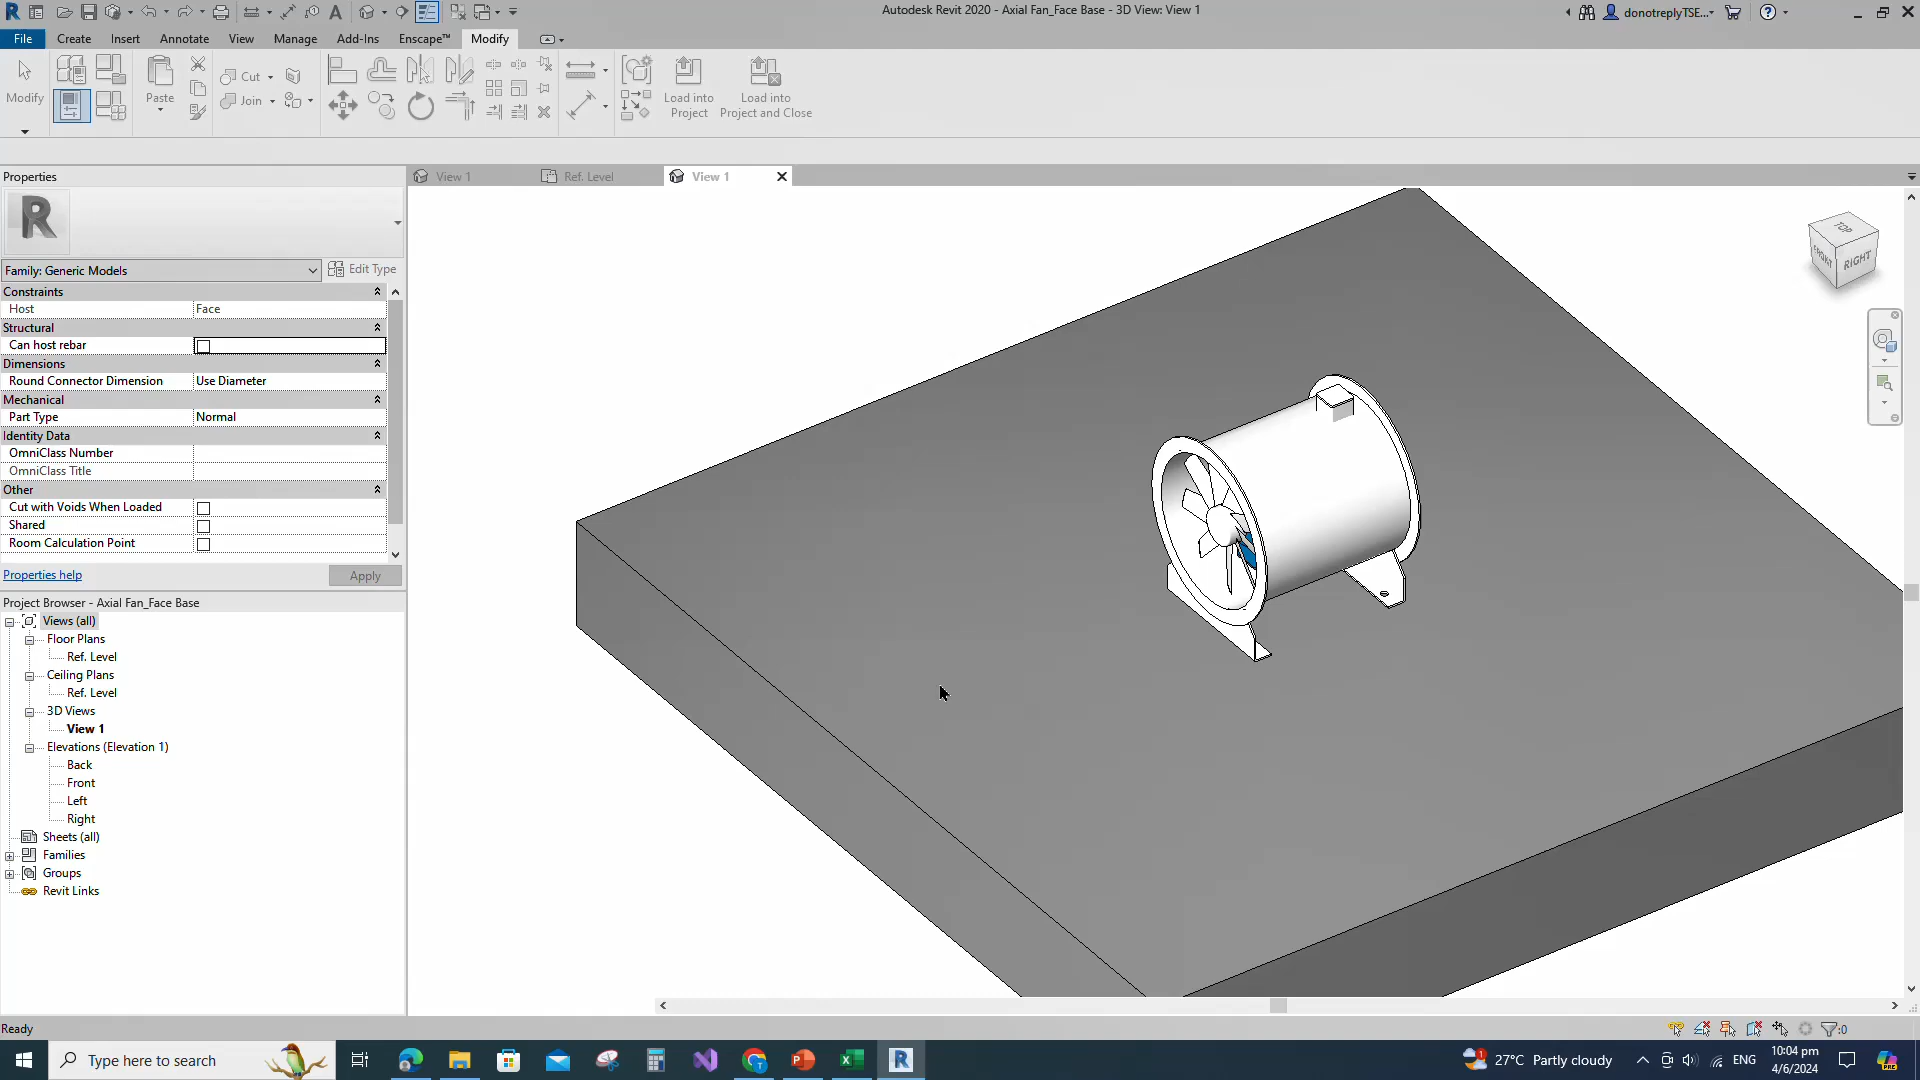 Autodesk Revit 2020 - Axial Fan_Face Base - 3D View: View 1
donotreplyTSE...
File
Create
Insert
Annotate
View
Manage
Add-Ins
Enscape™
Modify
Modify
Paste
Cut
Join
Load into
Project
Load into
Project and Close
Properties
View 1
Ref. Level
View 1
Family: Generic Models
Edit Type
Constraints
Host
Face
Structural
Can host rebar
Dimensions
Round Connector Dimension
Use Diameter
Mechanical
Part Type
Normal
Identity Data
OmniClass Number
OmniClass Title
Other
Cut with Voids When Loaded
Shared
Room Calculation Point
Properties help
Apply
Project Browser - Axial Fan_Face Base
Views (all)
Floor Plans
Ref. Level
Ceiling Plans
Ref. Level
3D Views
View 1
Elevations (Elevation 1)
Back
Front
Left
Right
Sheets (all)
Families
Groups
Revit Links
TOP
FRONT
RIGHT
Ready
:0
Type here to search
27°C Partly cloudy
ENG
10:04 pm
4/6/2024